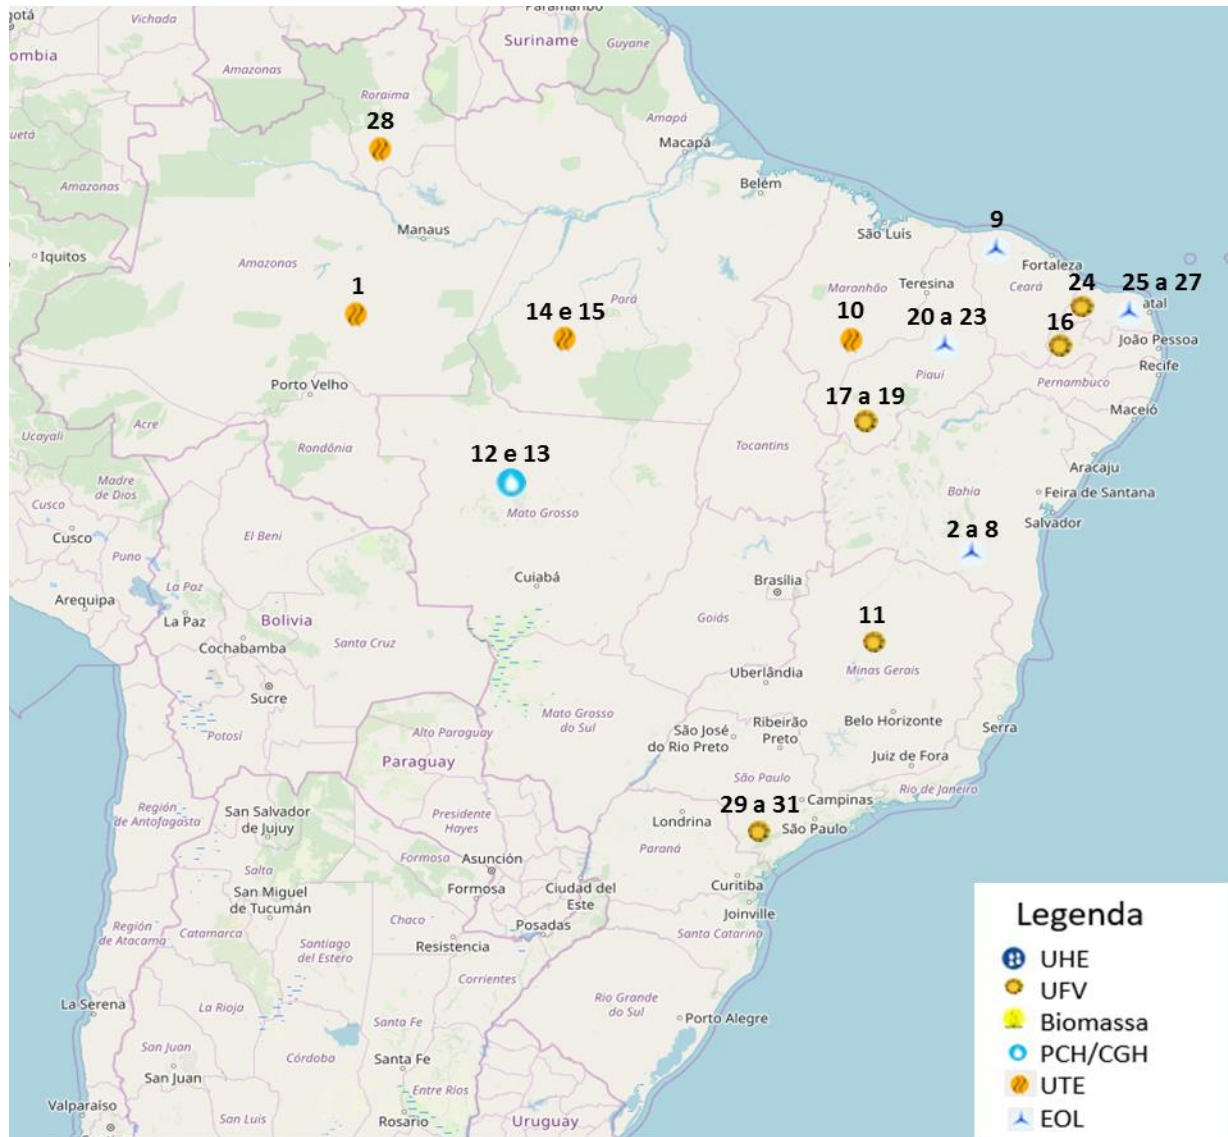 gotá
Vichada
Paramaribo
ombia
Suriname
Guyane
Amazonas
Roraima
28
Amapá
Macapá
uetá
Amazonas
Belém
9
São Luís
Manaus
Iquitos
Amazonas
Fortaleza
Ceará
24
25 a 27
Teresina
Maranhão
1
Pará
14 e 15
10
20 a 23
16
atal
João Pessoa
Recife
Piauí
Pernambuco
Porto Velho
17 a 19
Maceió
Acre
Ucayali
Rondônia
Tocantins
12 e 13
Aracaju
Madre
de Dios
Cusco
Mato Grosso
Bahia
Feira de Santana
Salvador
Cusco
El Beni
2 a 8
Puno
Cuiabá
Brasília
La Paz
Arequipa
La Paz
Bolivia
Goiás
11
Cochabamba
Santa Cruz
Uberlândia
Minas Gerais
Sucre
Mato Grosso
do Sul
Ribeirão
Preto
Belo Horizonte
Serra
Potosí
Alto Paraguay
São José
do Rio Preto
Juiz de Fora
Paraguay
São Paulo
Rio de Janeiro
29 a 31
Campinas
Región
de Antofagasta
San Salvador
de Jujuy
Presidente
Hayes
Londrina
São Paulo
Paraná
Salta
Formosa
Asunción
San Miguel
de Tucumán
Formosa
Ciudad del
Este
Curitiba
Chaco
Joinville
Región
de Atacama
Catamarca
Santiago
del Estero
Posadas
Resistencia
Santa Catarina
Corrientes
La Serena
La Rioja
Rio Grande
do Sul
Porto Alegre
Santa Fe
San Juan
San Juan
Córdoba
Santa Fe
Entre Rios
Valparaíso
San Luis
Rosario
Uruguay
Legenda
UHE
UFV
Biomassa
PCH/CGH
UTE
EOL